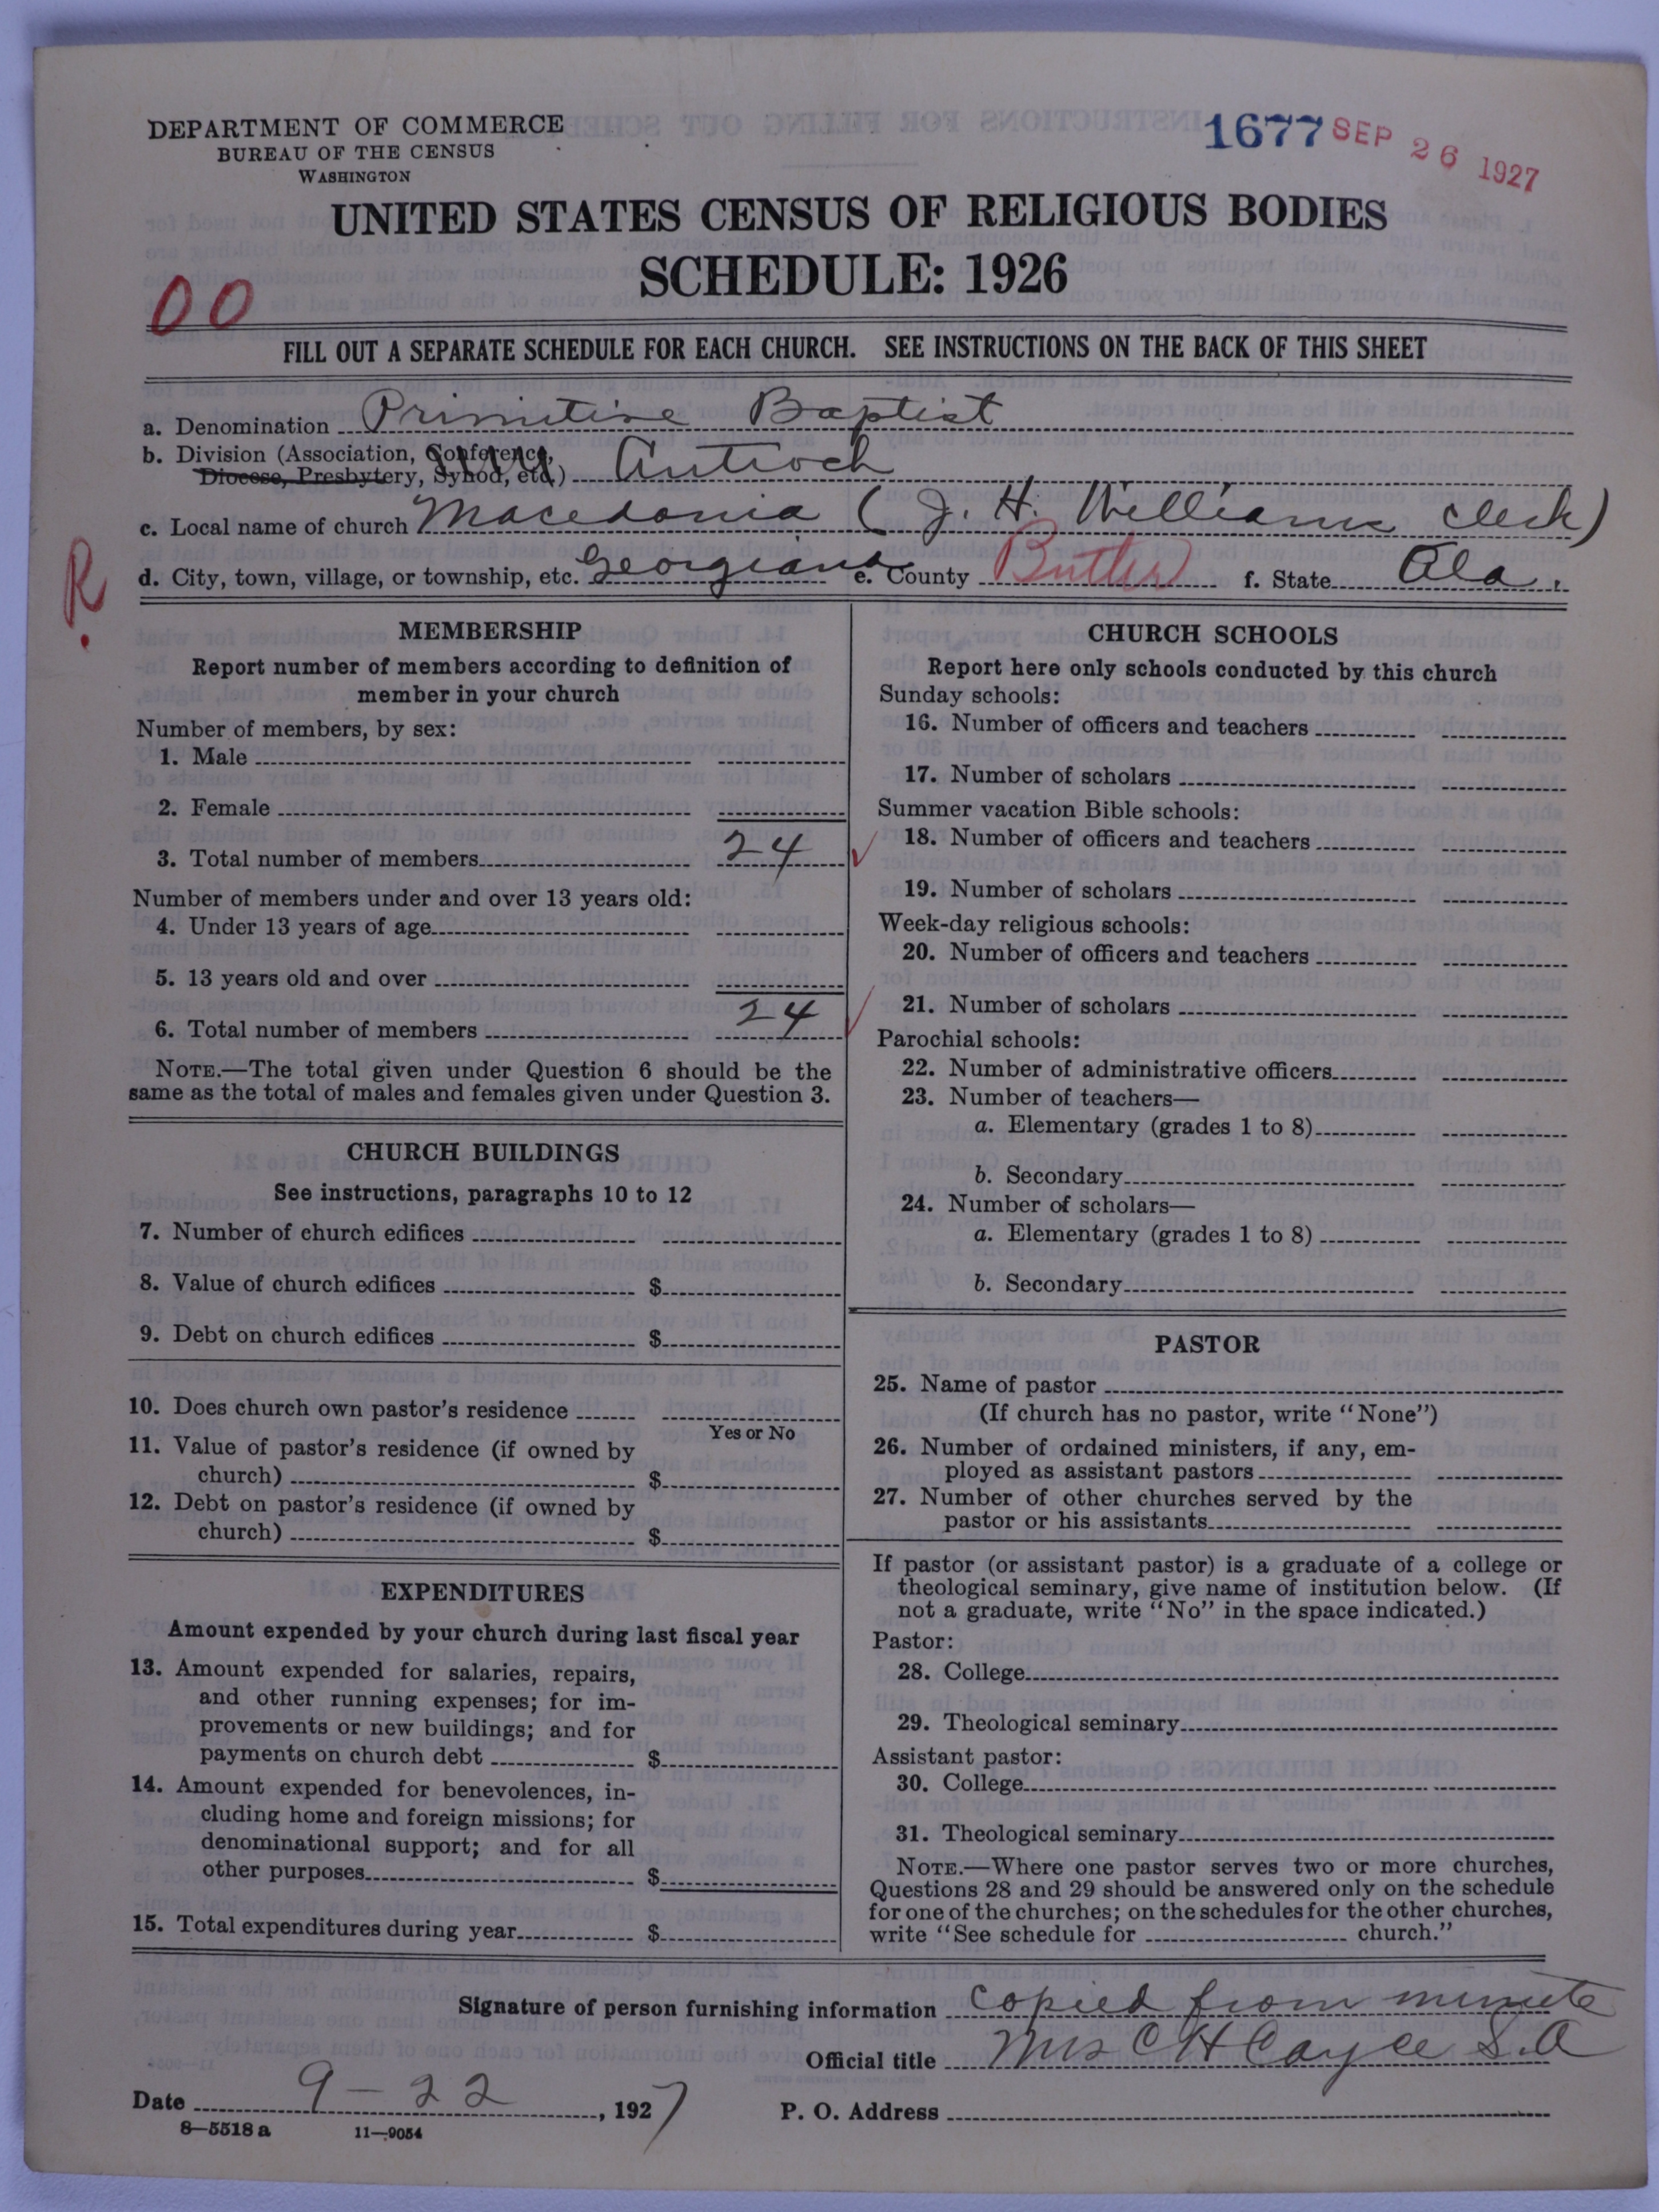 DEPARTMENT OF COMMERCE
BUREAU OF THE CENSUS
WASHINGTON
1677 SEP 26 1927
UNITED STATES CENSUS OF RELIGIOUS BODIES
SCHEDULE: 1926
00
FILL OUT A SEPARATE SCHEDULE FOR EACH CHURCH. SEE INSTRUCTIONS ON THE BACK OF THIS SHEET
a. Denomination Primitive Baptist
b. Division (Association, Conference,
Diocese, Presbytery, Synod, etc.) Antioch
c. Local name of church Macedonia (J. H. Williams Clerk)
d. City, town, village, or township, etc. Georgiana e. County Butler f. State Ala.
R.
MEMBERSHIP
Report number of members according to definition of
member in your church
Number of members, by sex:
1. Male
2. Female
3. Total number of members 24
Number of members under and over 13 years old:
4. Under 13 years of age
5. 13 years old and over
6. Total number of members 24
NOTE.—The total given under Question 6 should be the
same as the total of males and females given under Question 3.
CHURCH BUILDINGS
See instructions, paragraphs 10 to 12
7. Number of church edifices
8. Value of church edifices $
9. Debt on church edifices $
10. Does church own pastor's residence
Yes or No
11. Value of pastor's residence (if owned by
church) $
12. Debt on pastor's residence (if owned by
church) $
EXPENDITURES
Amount expended by your church during last fiscal year
13. Amount expended for salaries, repairs,
and other running expenses; for im-
provements or new buildings; and for
payments on church debt $
14. Amount expended for benevolences, in-
cluding home and foreign missions; for
denominational support; and for all
other purposes $
15. Total expenditures during year $
CHURCH SCHOOLS
Report here only schools conducted by this church
Sunday schools:
16. Number of officers and teachers
17. Number of scholars
Summer vacation Bible schools:
18. Number of officers and teachers
19. Number of scholars
Week-day religious schools:
20. Number of officers and teachers
21. Number of scholars
Parochial schools:
22. Number of administrative officers
23. Number of teachers—
a. Elementary (grades 1 to 8)
b. Secondary
24. Number of scholars—
a. Elementary (grades 1 to 8)
b. Secondary
PASTOR
25. Name of pastor
(If church has no pastor, write "None")
26. Number of ordained ministers, if any, em-
ployed as assistant pastors
27. Number of other churches served by the
pastor or his assistants
If pastor (or assistant pastor) is a graduate of a college or
theological seminary, give name of institution below. (If
not a graduate, write "No" in the space indicated.)
Pastor:
28. College
29. Theological seminary
Assistant pastor:
30. College
31. Theological seminary
NOTE.—Where one pastor serves two or more churches,
Questions 28 and 29 should be answered only on the schedule
for one of the churches; on the schedules for the other churches,
write "See schedule for church."
Signature of person furnishing information Copied from minute
Official title Mrs C H Cayce S.A
Date 9-22, 1927
P. O. Address
8—5518 a 11—9054